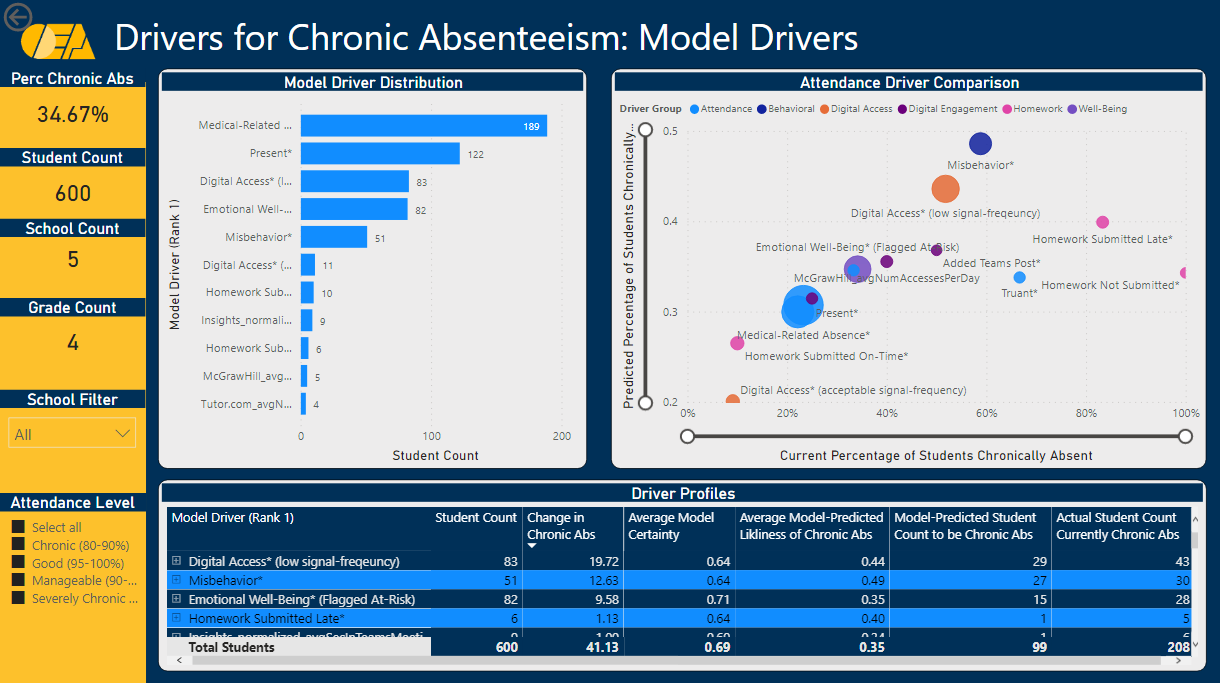 OEA
Drivers for Chronic Absenteeism: Model Drivers
Perc Chronic Abs
34.67%
Student Count
600
School Count
5
Grade Count
4
School Filter
All
Attendance Level
Select all
Chronic (80-90%)
Good (95-100%)
Manageable (90-...
Severely Chronic ...
Model Driver Distribution
Model Driver (Rank 1)
Medical-Related ...
189
Present*
122
Digital Access* (l...
83
Emotional Well-...
82
Misbehavior*
51
Digital Access* (...
11
Homework Sub...
10
Insights_normali...
9
Homework Sub...
6
McGrawHill_avg...
5
Tutor.com_avgN...
4
0 100 200
Student Count
Attendance Driver Comparison
Driver Group Attendance Behavioral Digital Access Digital Engagement Homework Well-Being
Predicted Percentage of Students Chronically ...
0.5
0.4
0.3
0.2
Misbehavior*
Digital Access* (low signal-freqeuncy)
Homework Submitted Late*
Emotional Well-Being* (Flagged At-Risk)
Added Teams Post*
McGrawHill_avgNumAccessesPerDay
Homework Not Submitted*
Truant*
Present*
Medical-Related Absence*
Homework Submitted On-Time*
Digital Access* (acceptable signal-frequency)
0% 20% 40% 60% 80% 100%
Current Percentage of Students Chronically Absent
Driver Profiles
Model Driver (Rank 1) Student Count Change in Chronic Abs Average Model Certainty Average Model-Predicted Likliness of Chronic Abs Model-Predicted Student Count to be Chronic Abs Actual Student Count Currently Chronic Abs
Digital Access* (low signal-freqeuncy) 83 19.72 0.64 0.44 29 43
Misbehavior* 51 12.63 0.64 0.49 27 30
Emotional Well-Being* (Flagged At-Risk) 82 9.58 0.71 0.35 15 28
Homework Submitted Late* 6 1.13 0.64 0.40 1 5
Total Students 600 41.13 0.69 0.35 99 208